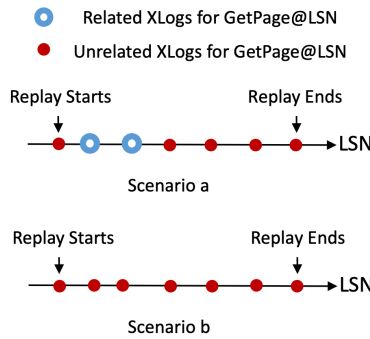 Related XLogs for GetPage@LSN
Unrelated XLogs for GetPage@LSN
Replay Starts Replay Ends
LSN
Scenario a
Replay Starts Replay Ends
LSN
Scenario b